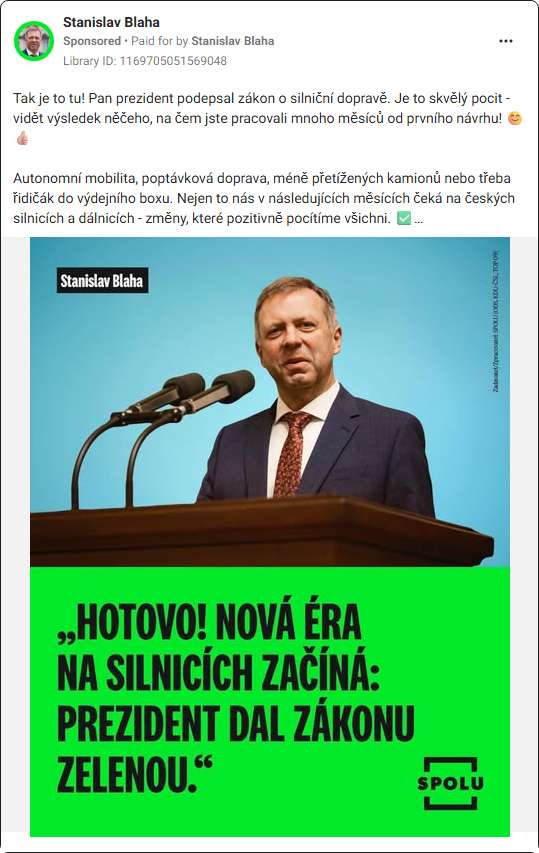 Stanislav Blaha
Sponsored • Paid for by Stanislav Blaha
Library ID: 1169705051569048
Tak je to tu! Pan prezident podepsal zákon o silniční dopravě. Je to skvělý pocit -
vidět výsledek něčeho, na čem jste pracovali mnoho měsíců od prvního návrhu! 😊
👍
Autonomní mobilita, poptávková doprava, méně přetížených kamionů nebo třeba
řidičák do výdejního boxu. Nejen to nás v následujících měsících čeká na českých
silnicích a dálnicích - změny, které pozitivně pocítíme všichni. ✅ ...
Stanislav Blaha
Zadavatel/Zpracovatel: SPOLU (ODS, KDU-ČSL, TOP 09)
„HOTOVO! NOVÁ ÉRA
NA SILNICÍCH ZAČÍNÁ:
PREZIDENT DAL ZÁKONU
ZELENOU.“
SPOLU